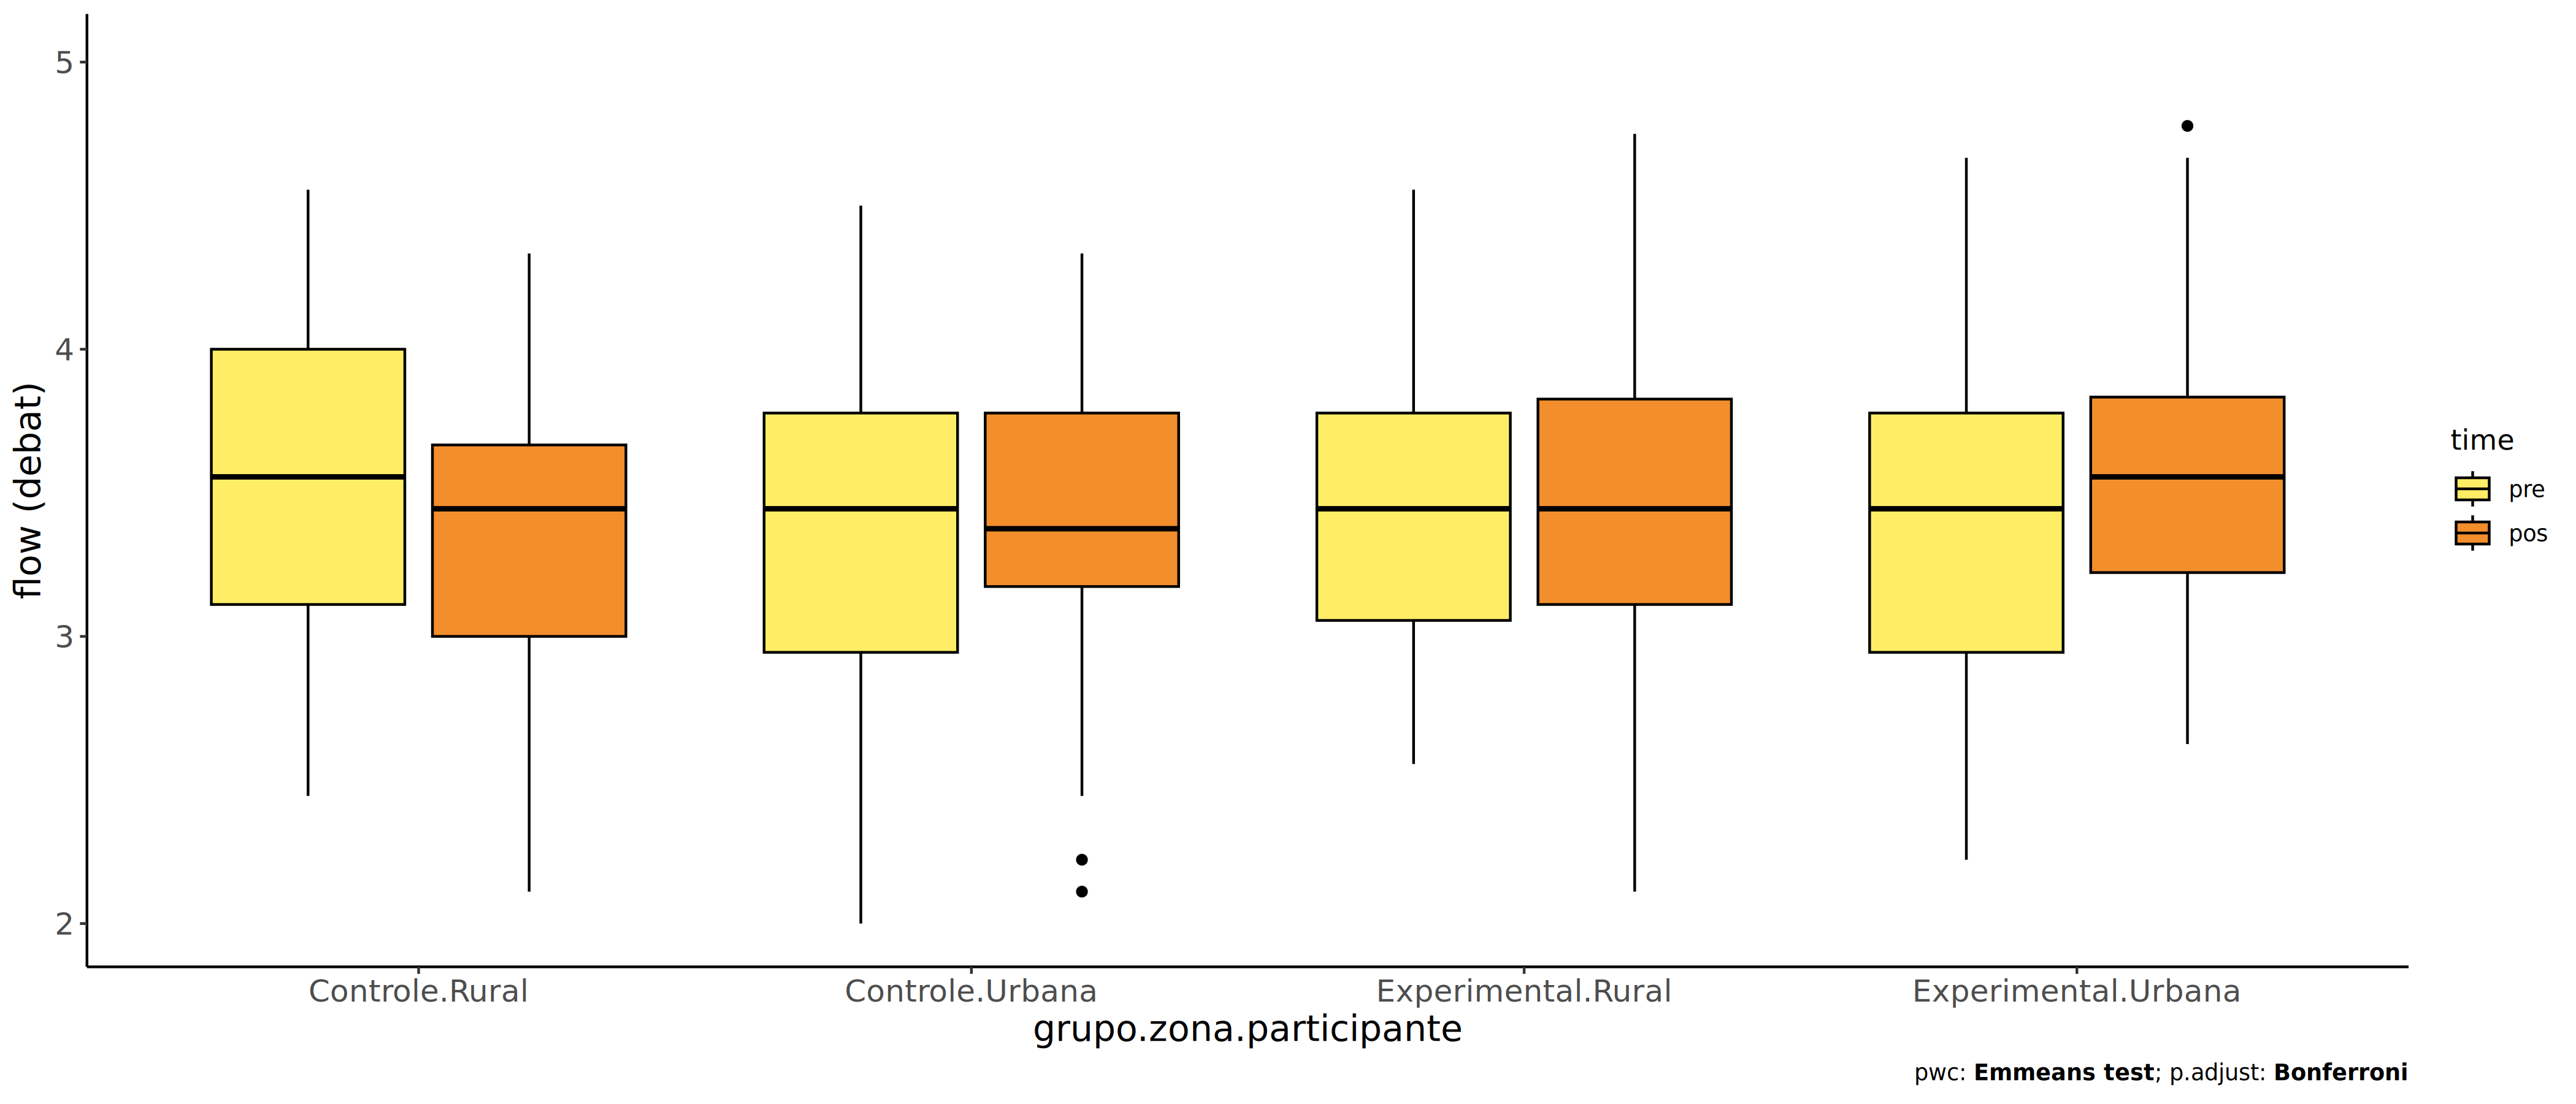 flow (debat)
5
4
3
2
Controle.Rural
Controle.Urbana
Experimental.Rural
Experimental.Urbana
grupo.zona.participante
time
pre
pos
pwc: Emmeans test; p.adjust: Bonferroni